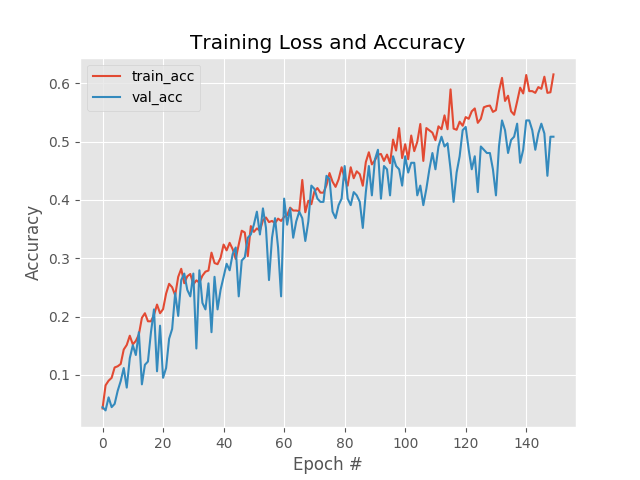 Training Loss and Accuracy
train_acc
val_acc
0.6
0.5
0.4
0.3
0.2
0.1
Accuracy
0 20 40 60 80 100 120 140
Epoch #